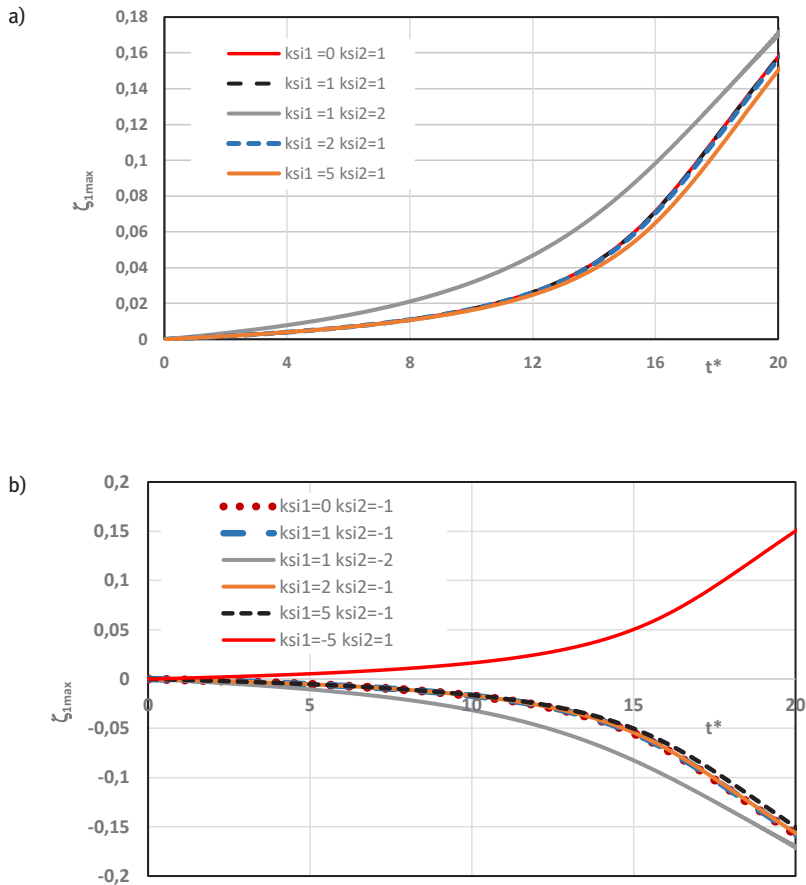 a)
0,18
0,16
0,14
0,12
0,1
0,08
0,06
0,04
0,02
0
ζ1max
ksi1 =0 ksi2=1
ksi1 =1 ksi2=1
ksi1 =1 ksi2=2
ksi1 =2 ksi2=1
ksi1 =5 ksi2=1
0 4 8 12 16 20
t*
b)
0,2
0,15
0,1
0,05
0
-0,05
-0,1
-0,15
-0,2
ζ1max
ksi1=0 ksi2=-1
ksi1=1 ksi2=-1
ksi1=1 ksi2=-2
ksi1=2 ksi2=-1
ksi1=5 ksi2=-1
ksi1=-5 ksi2=1
0 5 10 15 20
t*